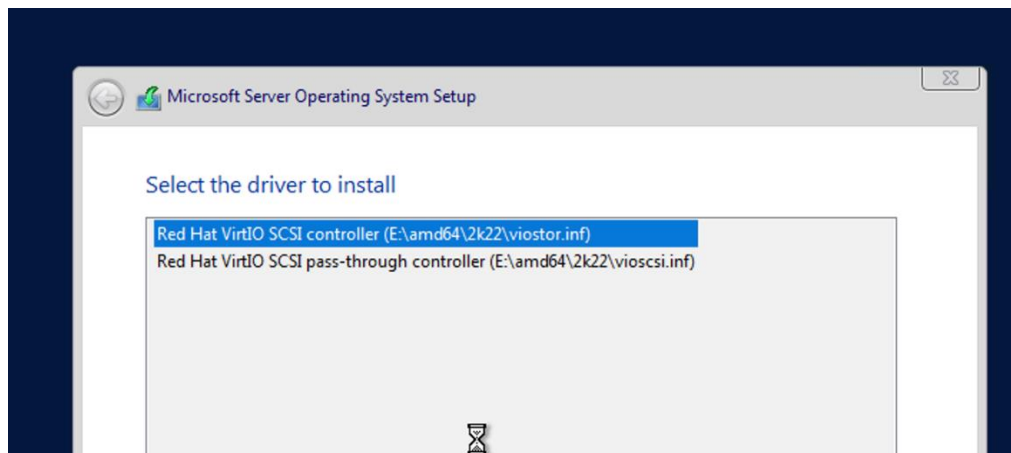 Microsoft Server Operating System Setup
Select the driver to install
Red Hat VirtIO SCSI controller (E:\amd64\2k22\viostor.inf)
Red Hat VirtIO SCSI pass-through controller (E:\amd64\2k22\vioscsi.inf)